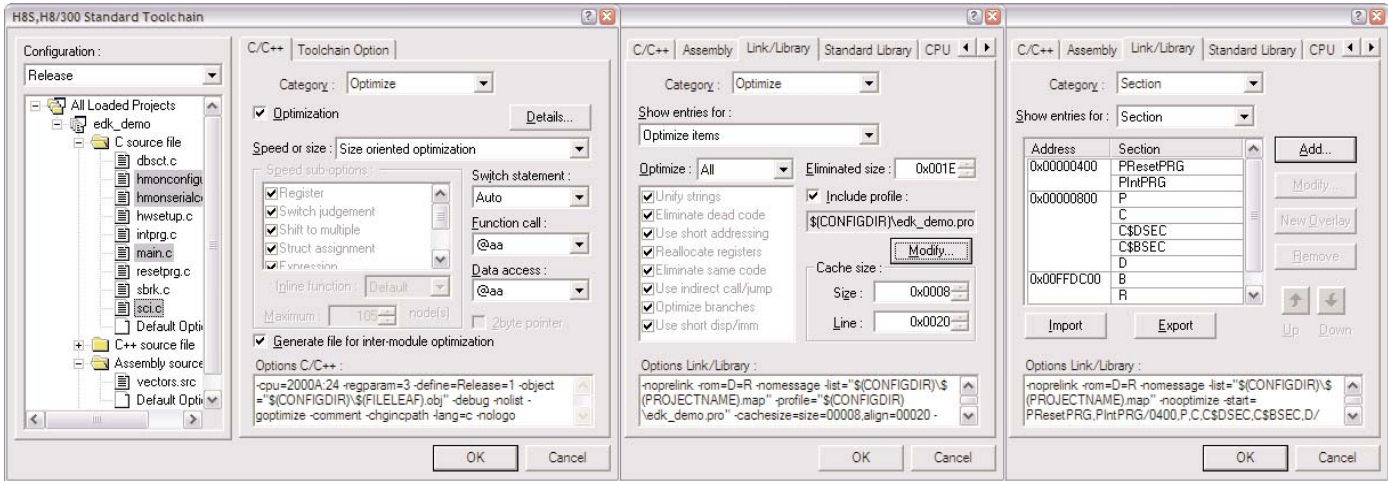 H8S,H8/300 Standard Toolchain
Configuration :
Release
All Loaded Projects
edk_demo
C source file
dbsct.c
hmonconfigu
hmonserialco
hwsetup.c
intprg.c
main.c
resetprg.c
sbrk.c
sci.c
Default Optio
C++ source file
Assembly source
vectors.src
Default Optio
C/C++ Toolchain Option
Category : Optimize
Optimization
Details...
Speed or size : Size oriented optimization
Speed sub-options :
Register
Switch judgement
Shift to multiple
Struct assignment
Expression
Switch statement :
Auto
Function call :
@aa
Data access :
@aa
Inline function : Default
Maximum : 105 node(s)
2byte pointer
Generate file for inter-module optimization
Options C/C++ :
-cpu=2000A:24 -regparam=3 -define=Release=1 -object
="$(CONFIGDIR)\$(FILELEAF).obj" -debug -nolist -
goptimize -comment -chgincpath -lang=c -nologo
OK Cancel
C/C++ Assembly Link/Library Standard Library CPU
Category : Optimize
Show entries for :
Optimize items
Optimize : All
Eliminated size : 0x001E
Unify strings
Eliminate dead code
Use short addressing
Reallocate registers
Eliminate same code
Use indirect call/jump
Optimize branches
Use short disp/imm
Include profile :
$(CONFIGDIR)\edk_demo.pro
Modify...
Cache size :
Size : 0x0008
Line : 0x0020
Options Link/Library :
-noprelink -rom=D=R -nomessage -list="$(CONFIGDIR)\$
(PROJECTNAME).map" -profile="$(CONFIGDIR)
\edk_demo.pro" -cachesize=size=00008,align=00020 -
OK Cancel
C/C++ Assembly Link/Library Standard Library CPU
Category : Section
Show entries for : Section
Address Section
0x00000400 PResetPRG
PIntPRG
0x00000800 P
C
C$DSEC
C$BSEC
D
0x00FFDC00 B
R
Add...
Modify...
New Overlay
Remove
Up Down
Import Export
Options Link/Library :
-noprelink -rom=D=R -nomessage -list="$(CONFIGDIR)\$
(PROJECTNAME).map" -nooptimize -start=
PResetPRG,PIntPRG/0400,P,C,C$DSEC,C$BSEC,D/
OK Cancel